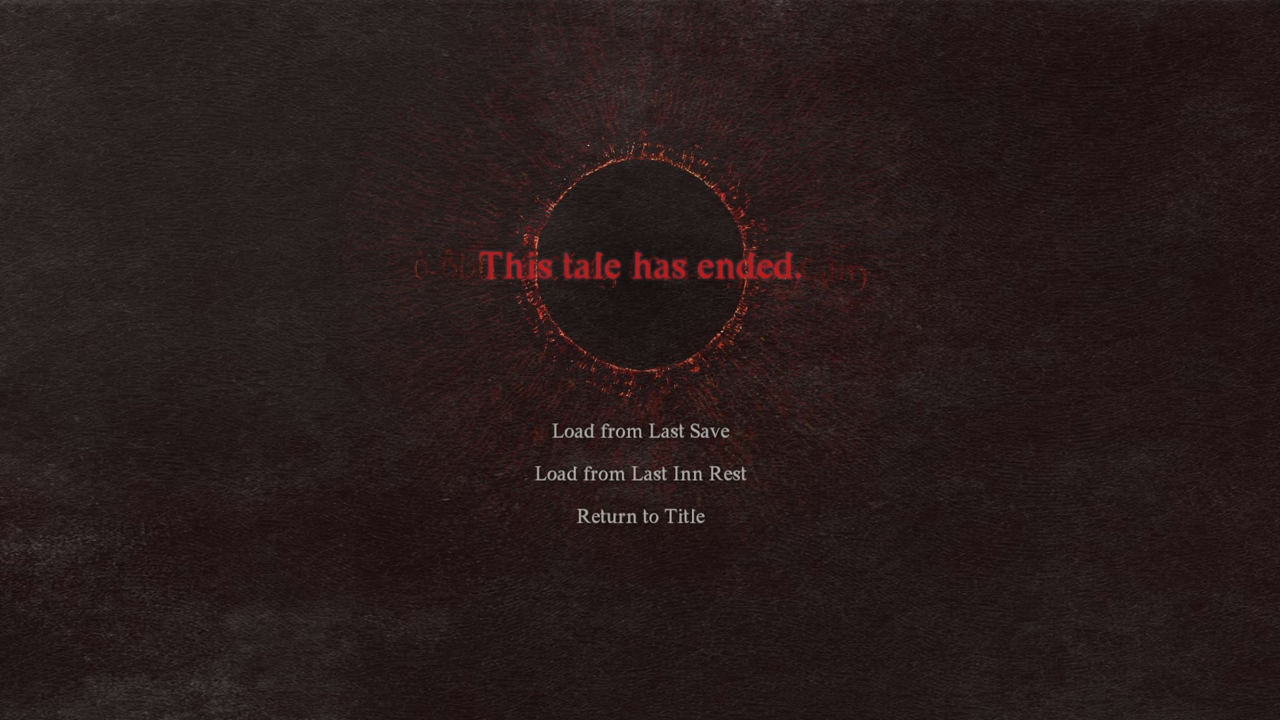 This tale has ended.
Load from Last Save
Load from Last Inn Rest
Return to Title